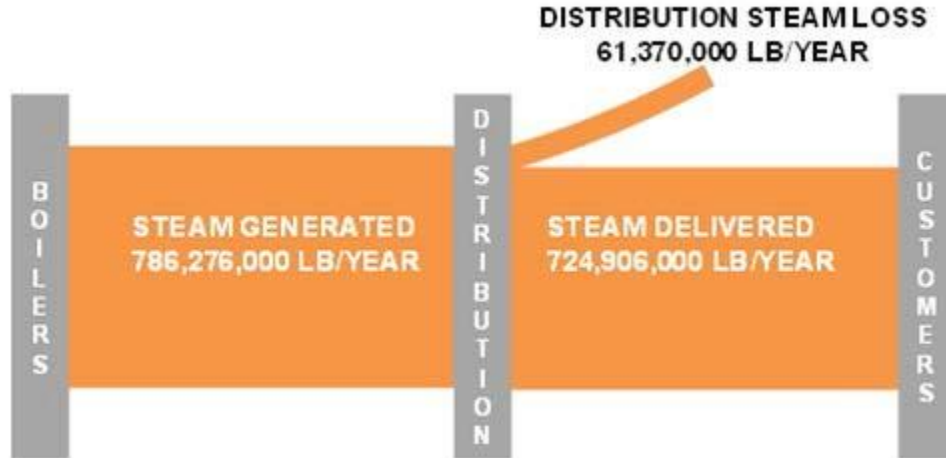 DISTRIBUTION STEAM LOSS
61,370,000 LB/YEAR
BOILERS
STEAM GENERATED
786,276,000 LB/YEAR
DISTRIBUTION
STEAM DELIVERED
724,906,000 LB/YEAR
CUSTOMERS